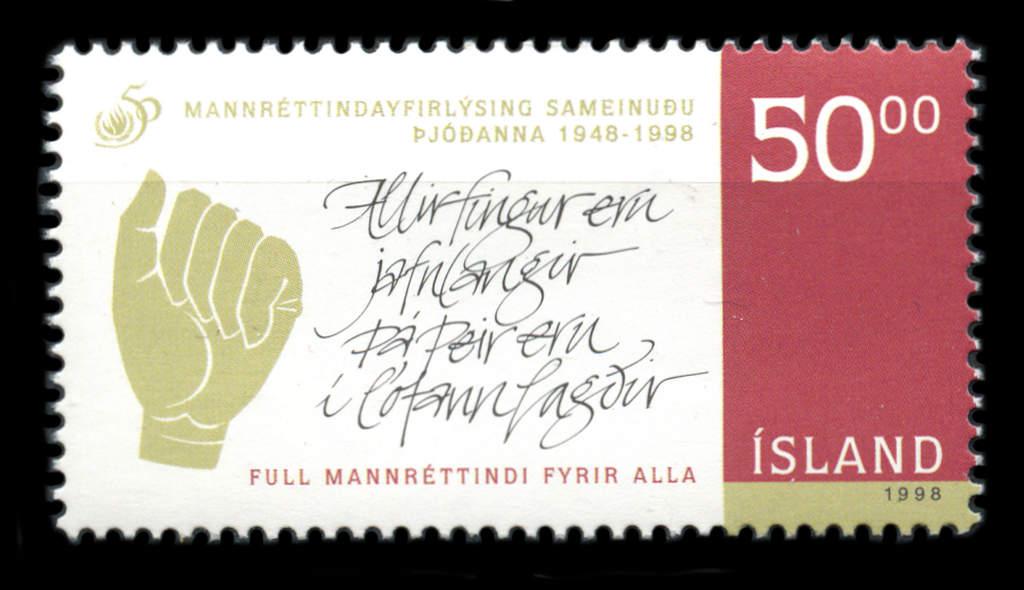 50
MANNRÉTTINDAYFIRLÝSING SAMEINUÐU
ÞJÓÐANNA 1948-1998
Allir fingur eru
jafnlangir
þá þeir eru
í lófann lagðir
FULL MANNRÉTTINDI FYRIR ALLA
50⁰⁰
ÍSLAND
1998